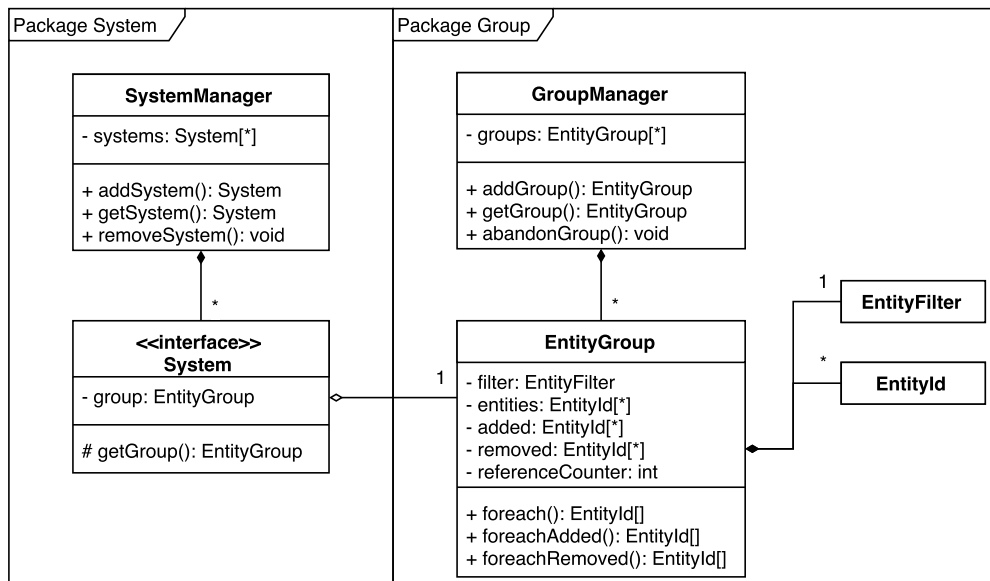 Package System
Package Group
SystemManager
- systems: System[*]
+ addSystem(): System
+ getSystem(): System
+ removeSystem(): void
*
<<interface>>
System
- group: EntityGroup
# getGroup(): EntityGroup
GroupManager
- groups: EntityGroup[*]
+ addGroup(): EntityGroup
+ getGroup(): EntityGroup
+ abandonGroup(): void
*
1
EntityGroup
- filter: EntityFilter
- entities: EntityId[*]
- added: EntityId[*]
- removed: EntityId[*]
- referenceCounter: int
+ foreach(): EntityId[]
+ foreachAdded(): EntityId[]
+ foreachRemoved(): EntityId[]
1
EntityFilter
*
EntityId